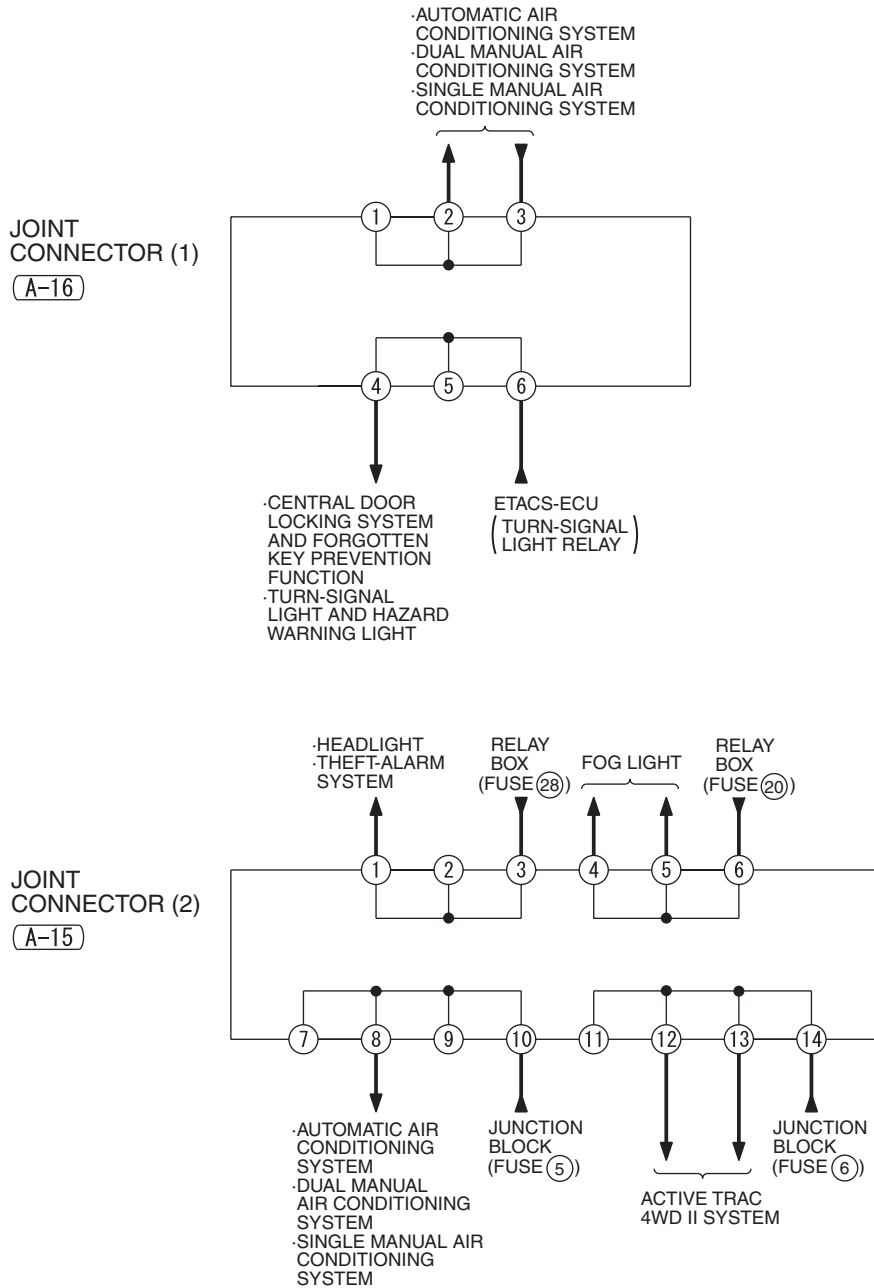 ·AUTOMATIC AIR
CONDITIONING SYSTEM
·DUAL MANUAL AIR
CONDITIONING SYSTEM
·SINGLE MANUAL AIR
CONDITIONING SYSTEM
JOINT
CONNECTOR (1)
A-16
1 2 3
4 5 6
·CENTRAL DOOR
LOCKING SYSTEM
AND FORGOTTEN
KEY PREVENTION
FUNCTION
·TURN-SIGNAL
LIGHT AND HAZARD
WARNING LIGHT
ETACS-ECU
(TURN-SIGNAL
LIGHT RELAY)
·HEADLIGHT
·THEFT-ALARM
SYSTEM
RELAY
BOX
(FUSE 28)
FOG LIGHT
RELAY
BOX
(FUSE 20)
JOINT
CONNECTOR (2)
A-15
1 2 3 4 5 6
7 8 9 10 11 12 13 14
·AUTOMATIC AIR
CONDITIONING
SYSTEM
·DUAL MANUAL
AIR CONDITIONING
SYSTEM
·SINGLE MANUAL AIR
CONDITIONING
SYSTEM
JUNCTION
BLOCK
(FUSE 5)
ACTIVE TRAC
4WD II SYSTEM
JUNCTION
BLOCK
(FUSE 6)